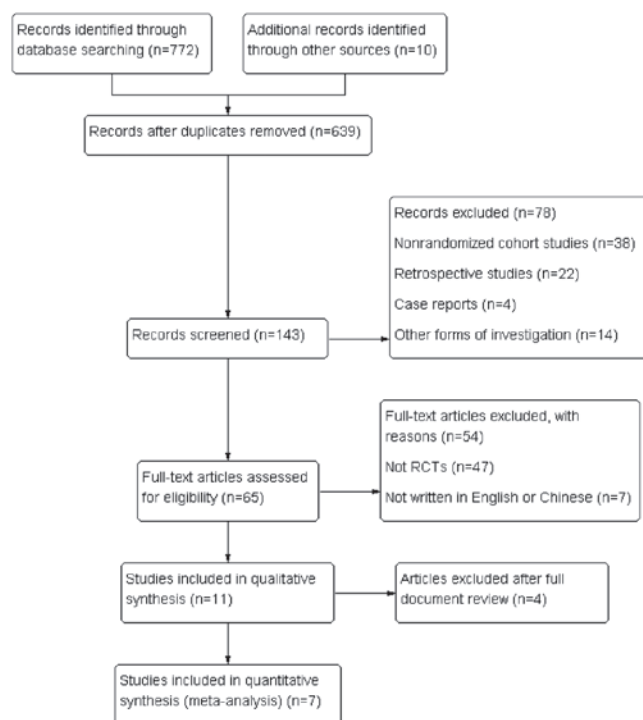 Records identified through
database searching (n=772)
Additional records identified
through other sources (n=10)
Records after duplicates removed (n=639)
Records excluded (n=78)
Nonrandomized cohort studies (n=38)
Retrospective studies (n=22)
Case reports (n=4)
Other forms of investigation (n=14)
Records screened (n=143)
Full-text articles excluded, with
reasons (n=54)
Not RCTs (n=47)
Not written in English or Chinese (n=7)
Full-text articles assessed
for eligibility (n=65)
Studies included in qualitative
synthesis (n=11)
Articles excluded after full
document review (n=4)
Studies included in quantitative
synthesis (meta-analysis) (n=7)